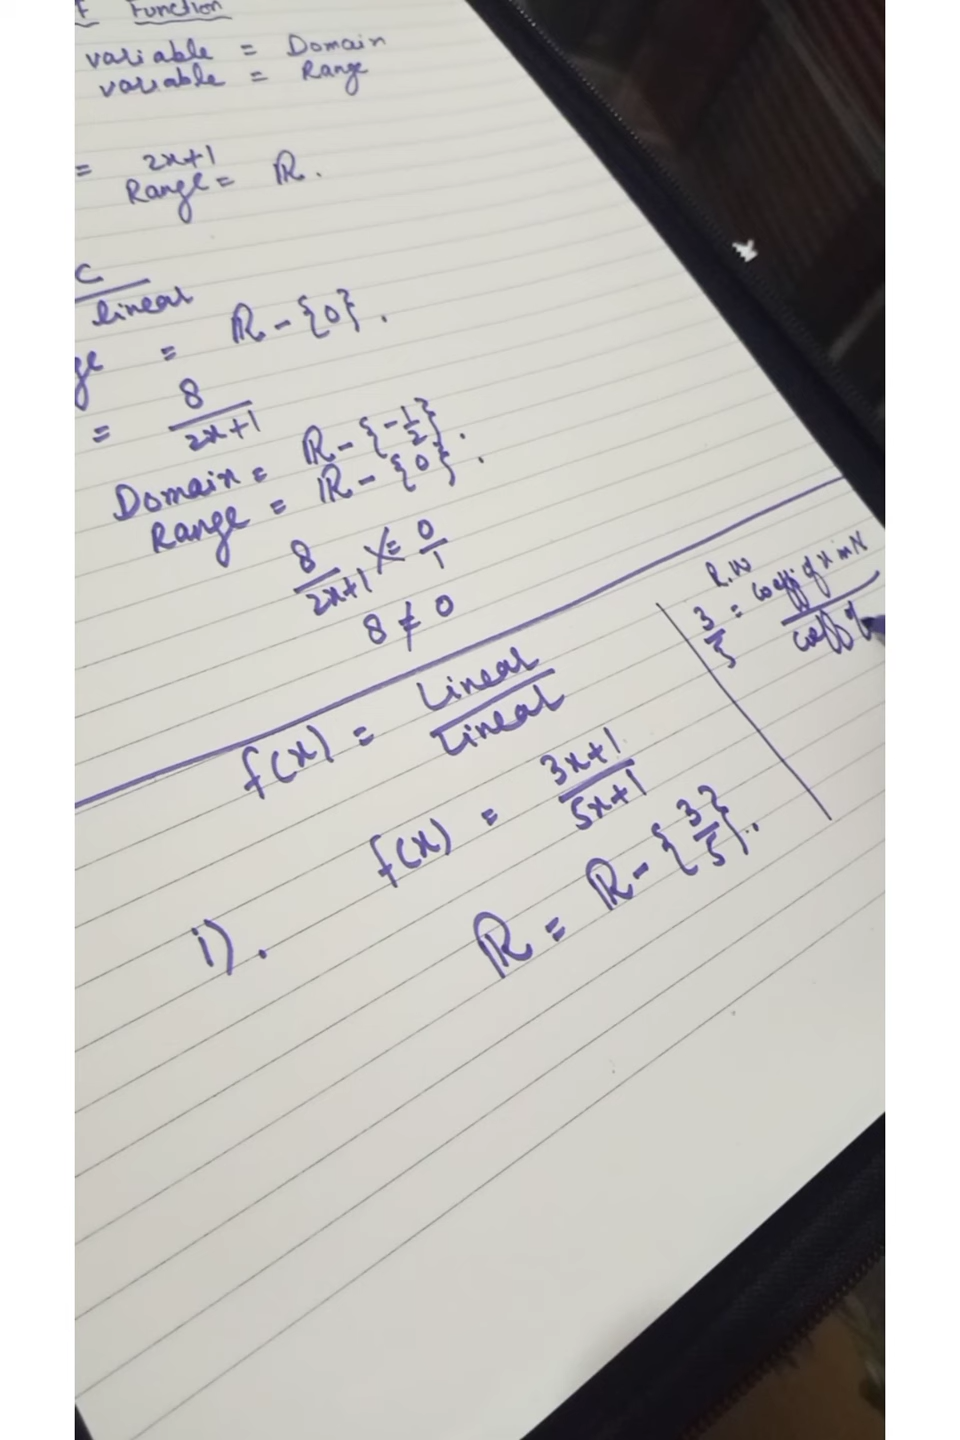 F Function
variable = Domain
variable = Range
= 2x+1
Range = R.
C
linear
ge = R-{0}.
= 8/2x+1
Domain = R-{-1/2}.
Range = R-{0}.
8/2x+1 ≠ 0/1
8 ≠ 0
R.W
3/5 = coeff of x in N
coeff
f(x) = Linear/Linear
f(x) = 3x+1/5x+1
i). R = R-{3/5}.